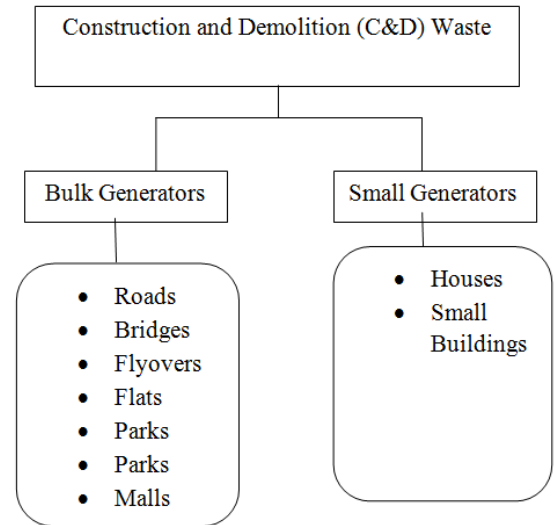 Construction and Demolition (C&D) Waste
Bulk Generators
Small Generators
• Roads
• Bridges
• Flyovers
• Flats
• Parks
• Parks
• Malls
• Houses
• Small
Buildings